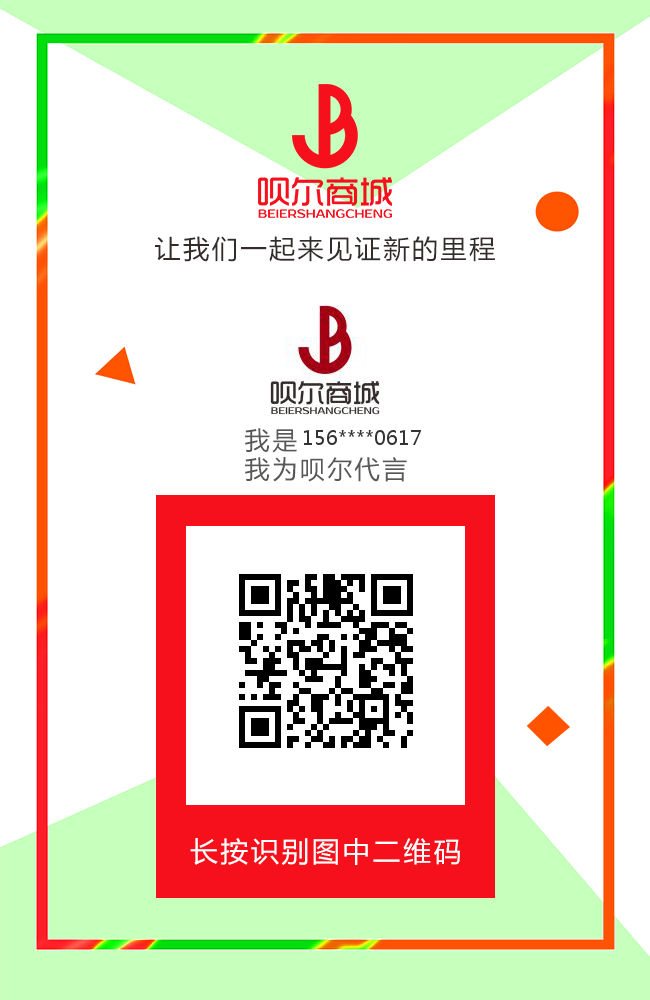 呗尔商城
BEIERSHANGCHENG
让我们一起来见证新的里程
呗尔商城
BEIERSHANGCHENG
我是 156****0617
我为呗尔代言
长按识别图中二维码